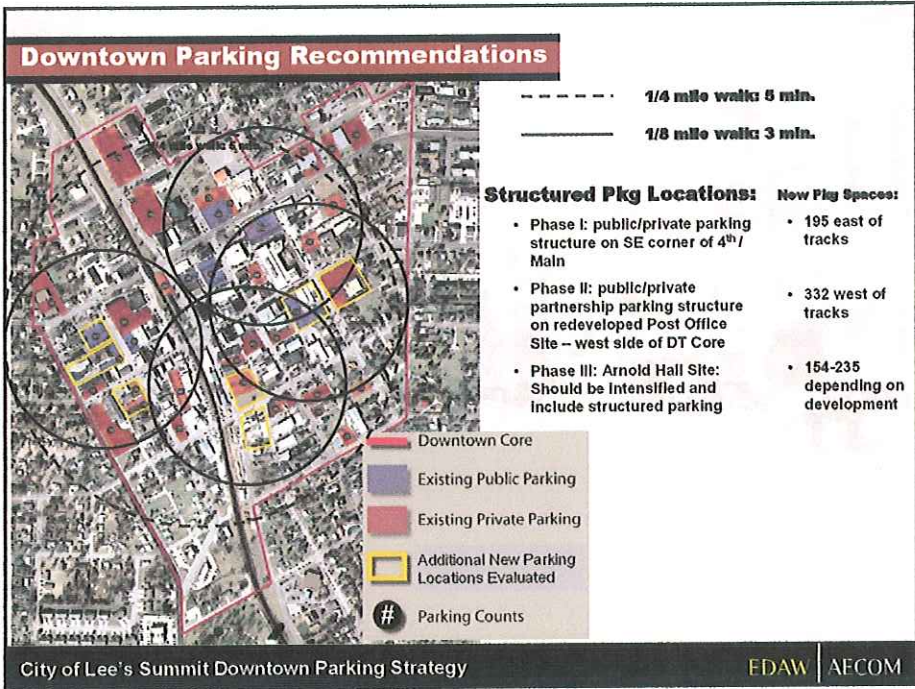 Downtown Parking Recommendations
1/4 mile walk: 5 min.
1/8 mile walk: 3 min.
Structured Pkg Locations:
New Pkg Spaces:
• Phase I: public/private parking
structure on SE corner of 4th /
Main
• 195 east of
tracks
• Phase II: public/private
partnership parking structure
on redeveloped Post Office
Site – west side of DT Core
• 332 west of
tracks
• Phase III: Arnold Hall Site:
Should be intensified and
include structured parking
• 154-235
depending on
development
Downtown Core
Existing Public Parking
Existing Private Parking
Additional New Parking
Locations Evaluated
# Parking Counts
City of Lee's Summit Downtown Parking Strategy
EDAW | AECOM